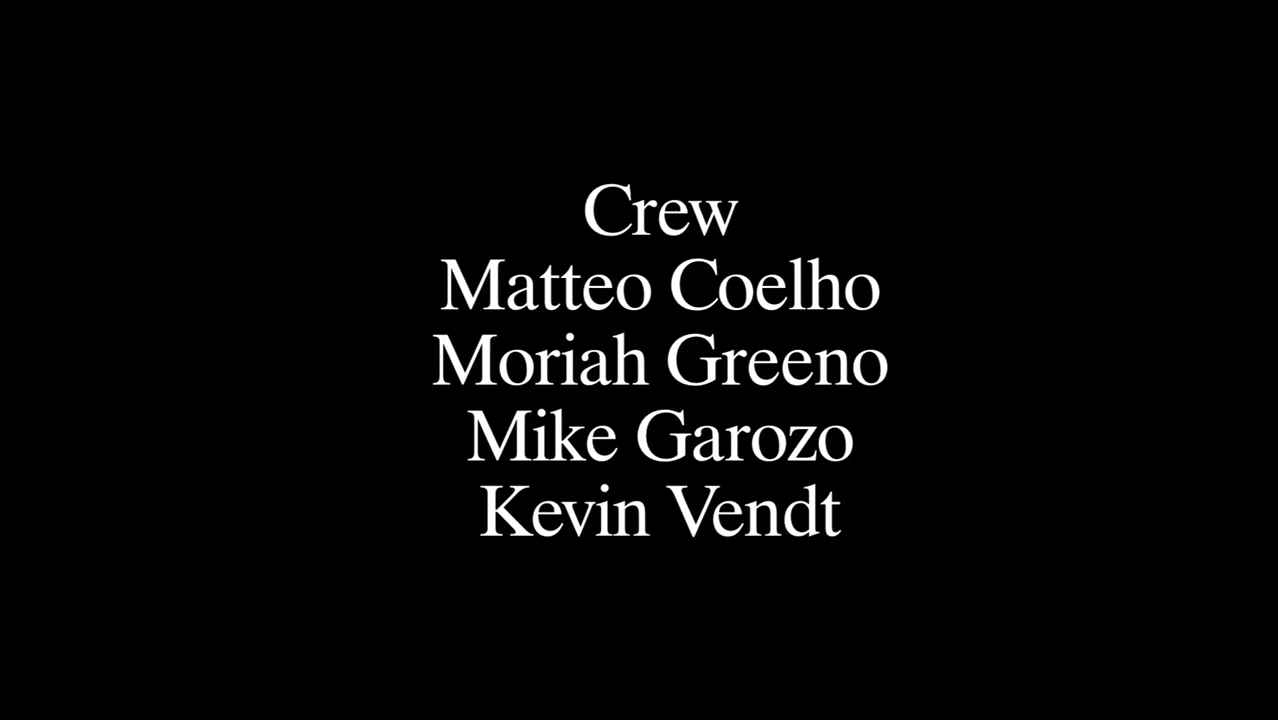 Crew
Matteo Coelho
Moriah Greeno
Mike Garozo
Kevin Vendt